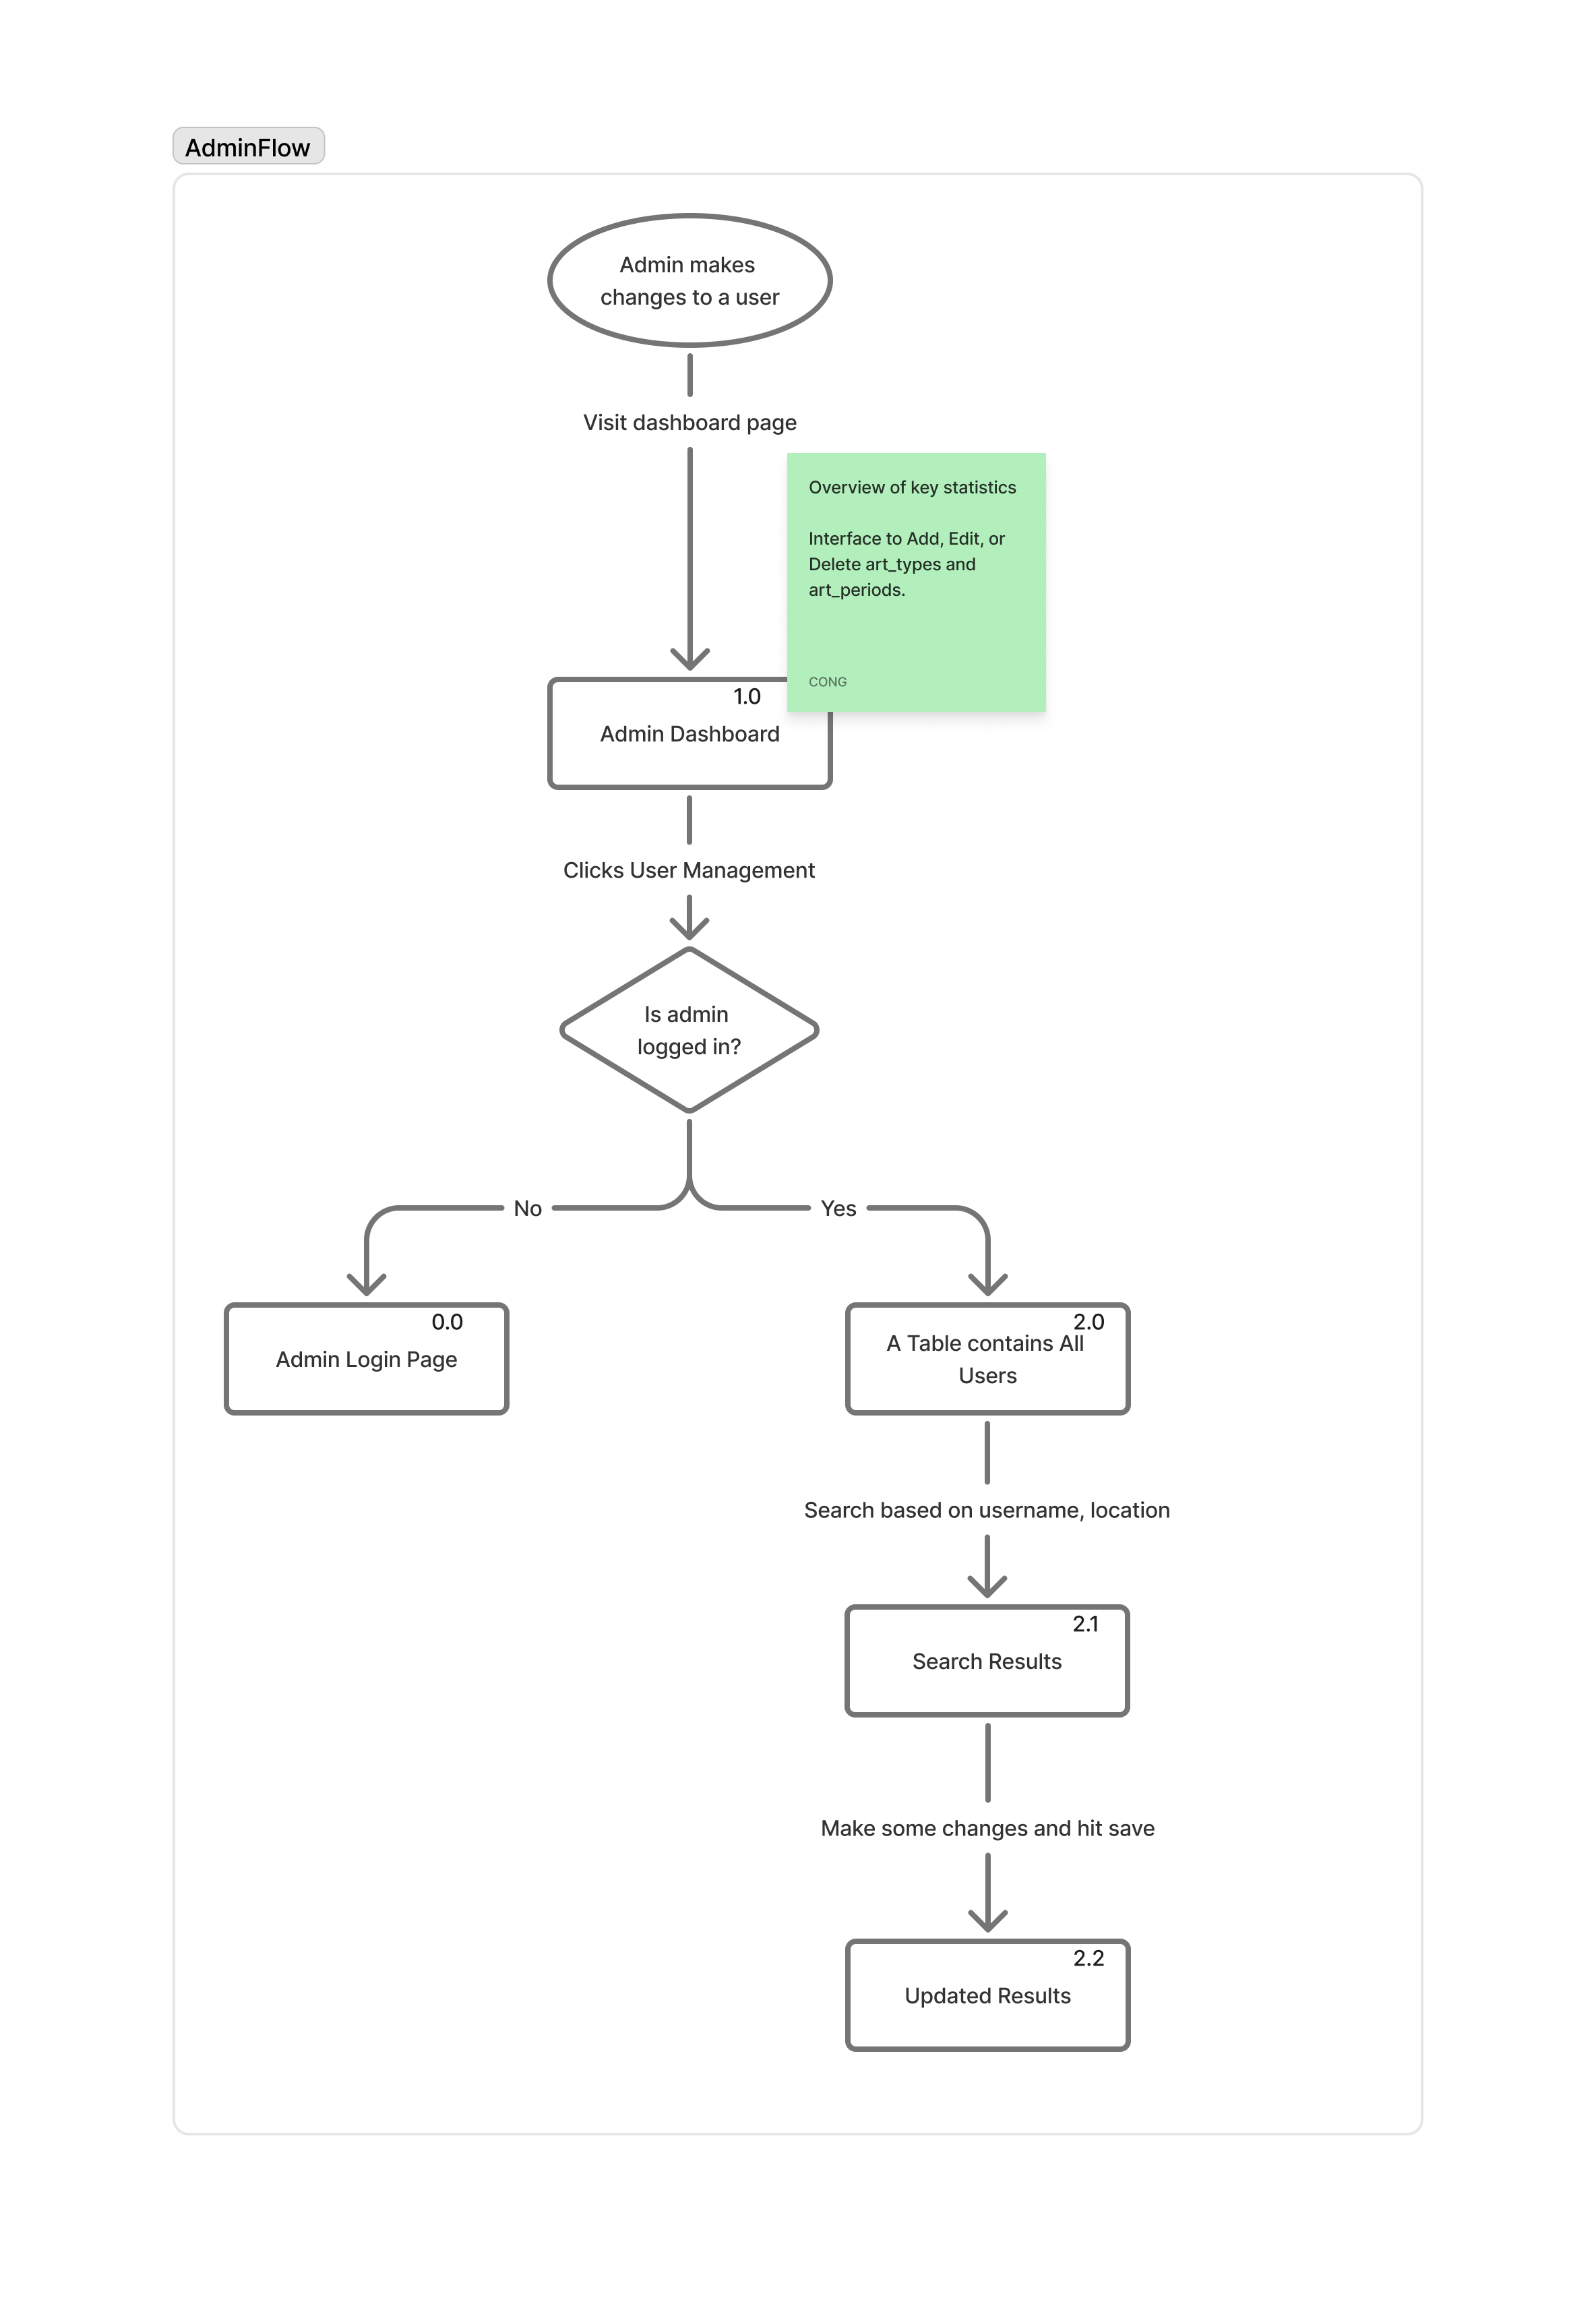 AdminFlow
Admin makes
changes to a user
Visit dashboard page
Overview of key statistics
Interface to Add, Edit, or
Delete art_types and
art_periods.
CONG
1.0
Admin Dashboard
Clicks User Management
Is admin
logged in?
No
Yes
0.0
Admin Login Page
2.0
A Table contains All
Users
Search based on username, location
2.1
Search Results
Make some changes and hit save
2.2
Updated Results